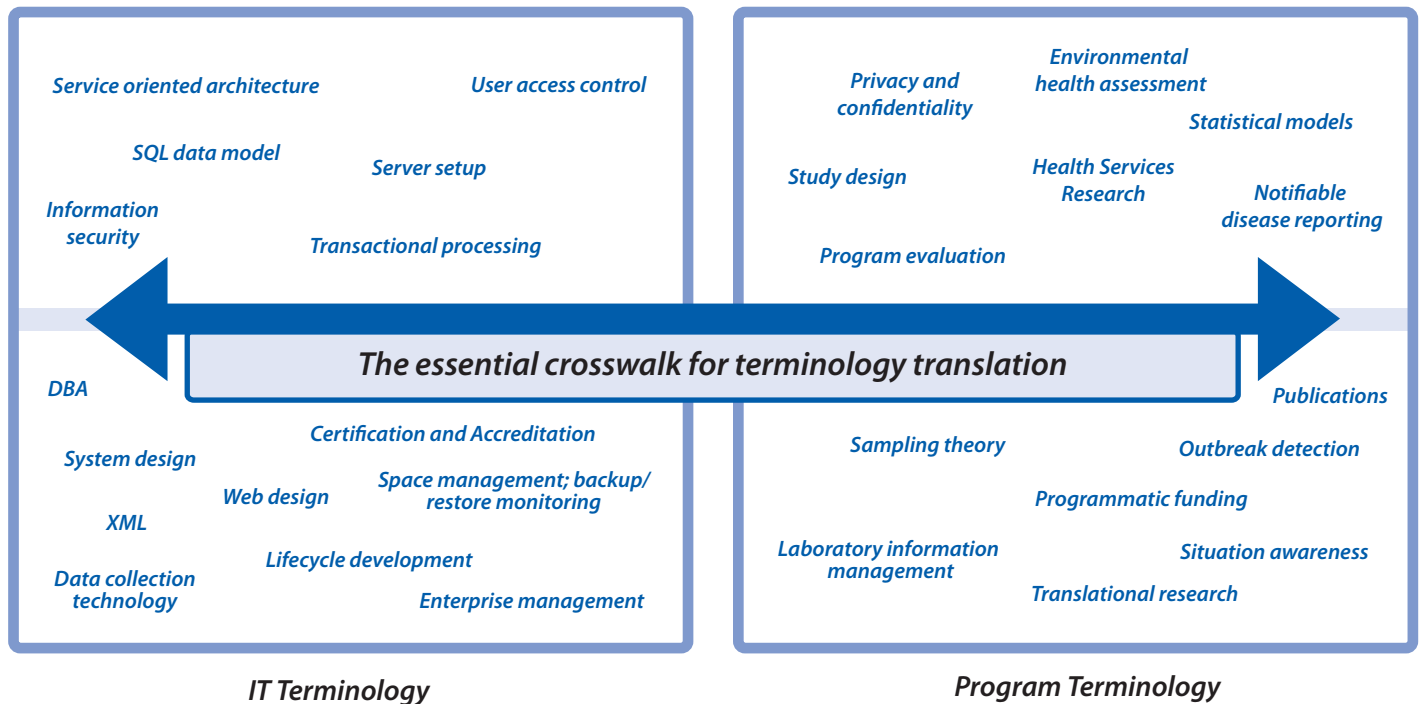 Service oriented architecture
User access control
SQL data model
Server setup
Information
security
Transactional processing
Privacy and
confidentiality
Environmental
health assessment
Statistical models
Study design
Health Services
Research
Notifiable
disease reporting
Program evaluation
The essential crosswalk for terminology translation
DBA
Certification and Accreditation
System design
Space management; backup/
restore monitoring
Web design
XML
Lifecycle development
Data collection
technology
Enterprise management
Publications
Sampling theory
Outbreak detection
Programmatic funding
Laboratory information
management
Situation awareness
Translational research
IT Terminology
Program Terminology